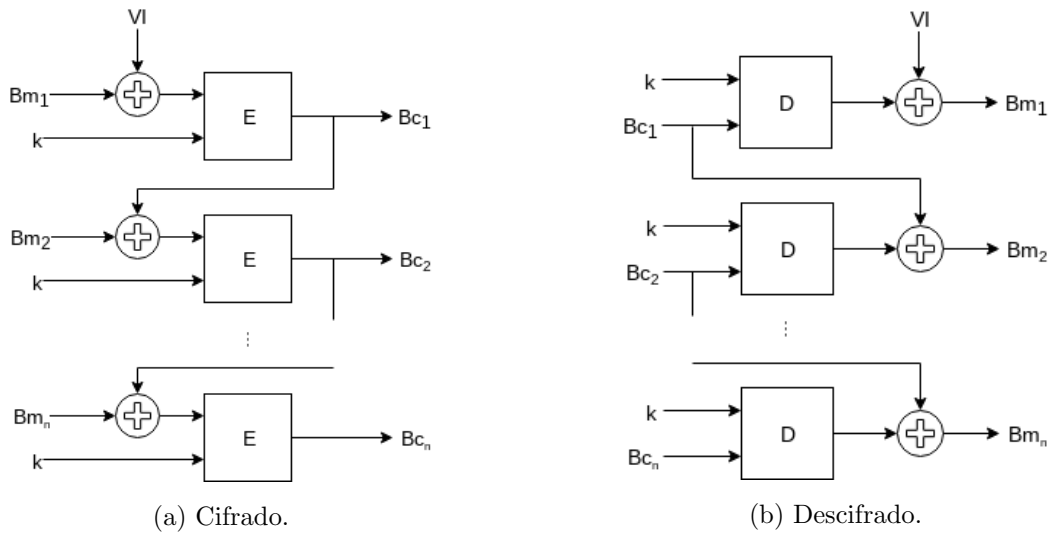 VI
Bm1
E
Bc1
k
Bm2
E
Bc2
k
Bmn
E
Bcn
k
(a) Cifrado.
VI
k
D
Bm1
Bc1
k
D
Bm2
Bc2
k
D
Bmn
Bcn
(b) Descifrado.